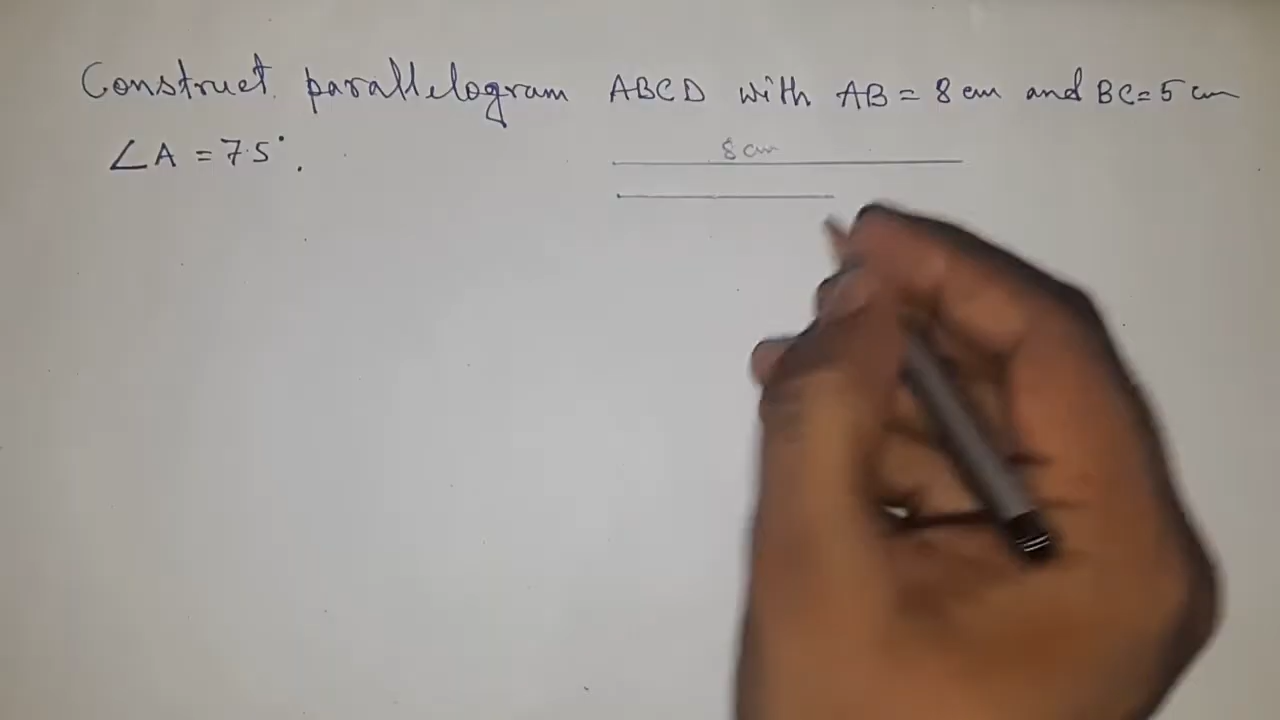 Construct parallelogram ABCD with AB = 8 cm and BC = 5 cm
∠A = 75°.
8 cm